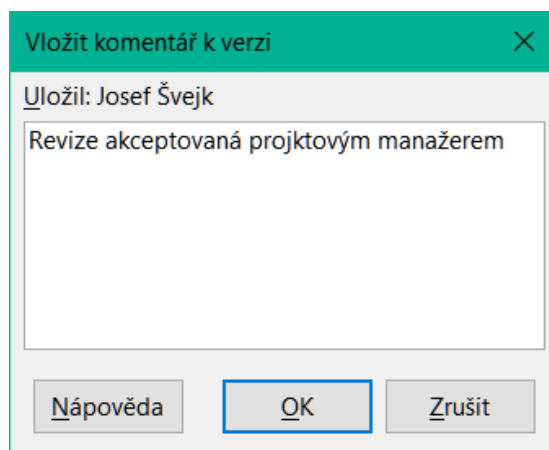 Vložit komentář k verzi
Uložil: Josef Švejk
Revize akceptovaná projktovým manažerem
Nápověda
OK
Zrušit